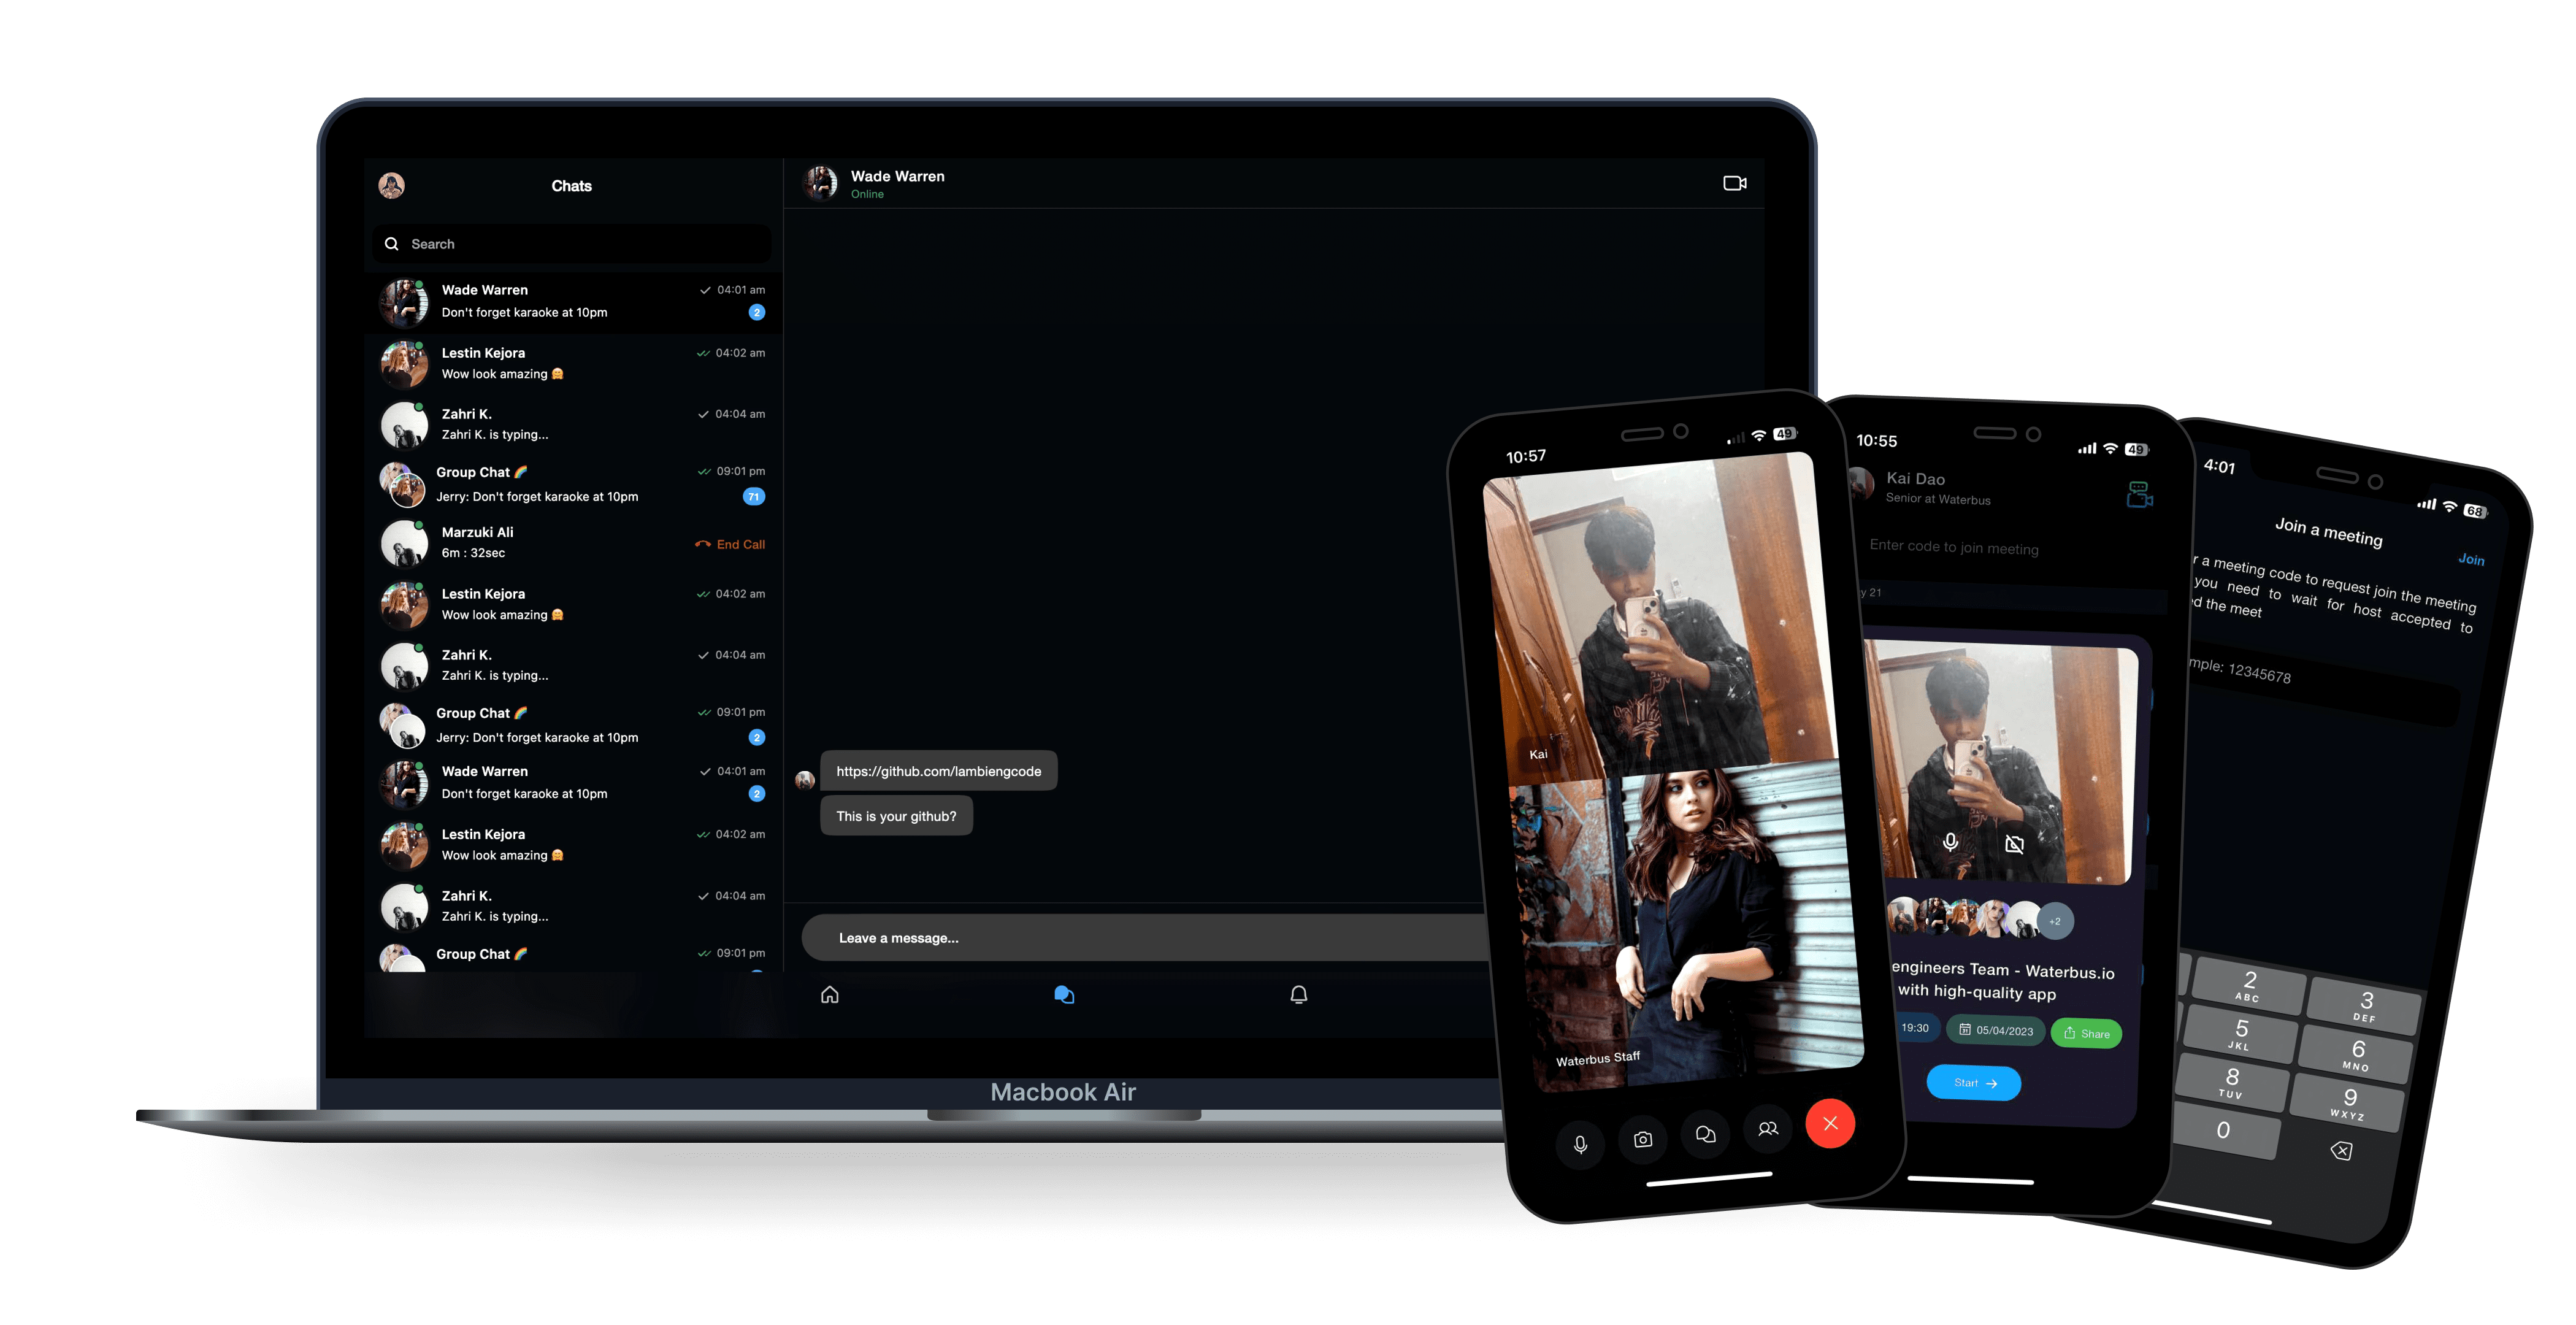 Chats
Search
Wade Warren
04:01 am
Don't forget karaoke at 10pm
2
Lestin Kejora
04:02 am
Wow look amazing 🤗
Zahri K.
04:04 am
Zahri K. is typing...
Group Chat 🌈
09:01 pm
Jerry: Don't forget karaoke at 10pm
71
Marzuki Ali
6m : 32sec
End Call
Lestin Kejora
04:02 am
Wow look amazing 🤗
Zahri K.
04:04 am
Zahri K. is typing...
Group Chat 🌈
09:01 pm
Jerry: Don't forget karaoke at 10pm
2
Wade Warren
04:01 am
Don't forget karaoke at 10pm
2
Lestin Kejora
04:02 am
Wow look amazing 🤗
Zahri K.
04:04 am
Zahri K. is typing...
Group Chat 🌈
09:01 pm
Wade Warren
Online
https://github.com/lambiengcode
This is your github?
Leave a message...
Macbook Air
10:57
49
Kai
Waterbus Staff
10:55
49
Kai Dao
Senior at Waterbus
Enter code to join meeting
y 21
+2
engineers Team - Waterbus.io
with high-quality app
19:30
05/04/2023
Share
Start →
4:01
68
Join a meeting
Join
r a meeting code to request join the meeting
you need to wait for host accepted to
d the meet
mple: 12345678
2
ABC
3
DEF
5
JKL
6
MNO
8
TUV
9
WXYZ
0